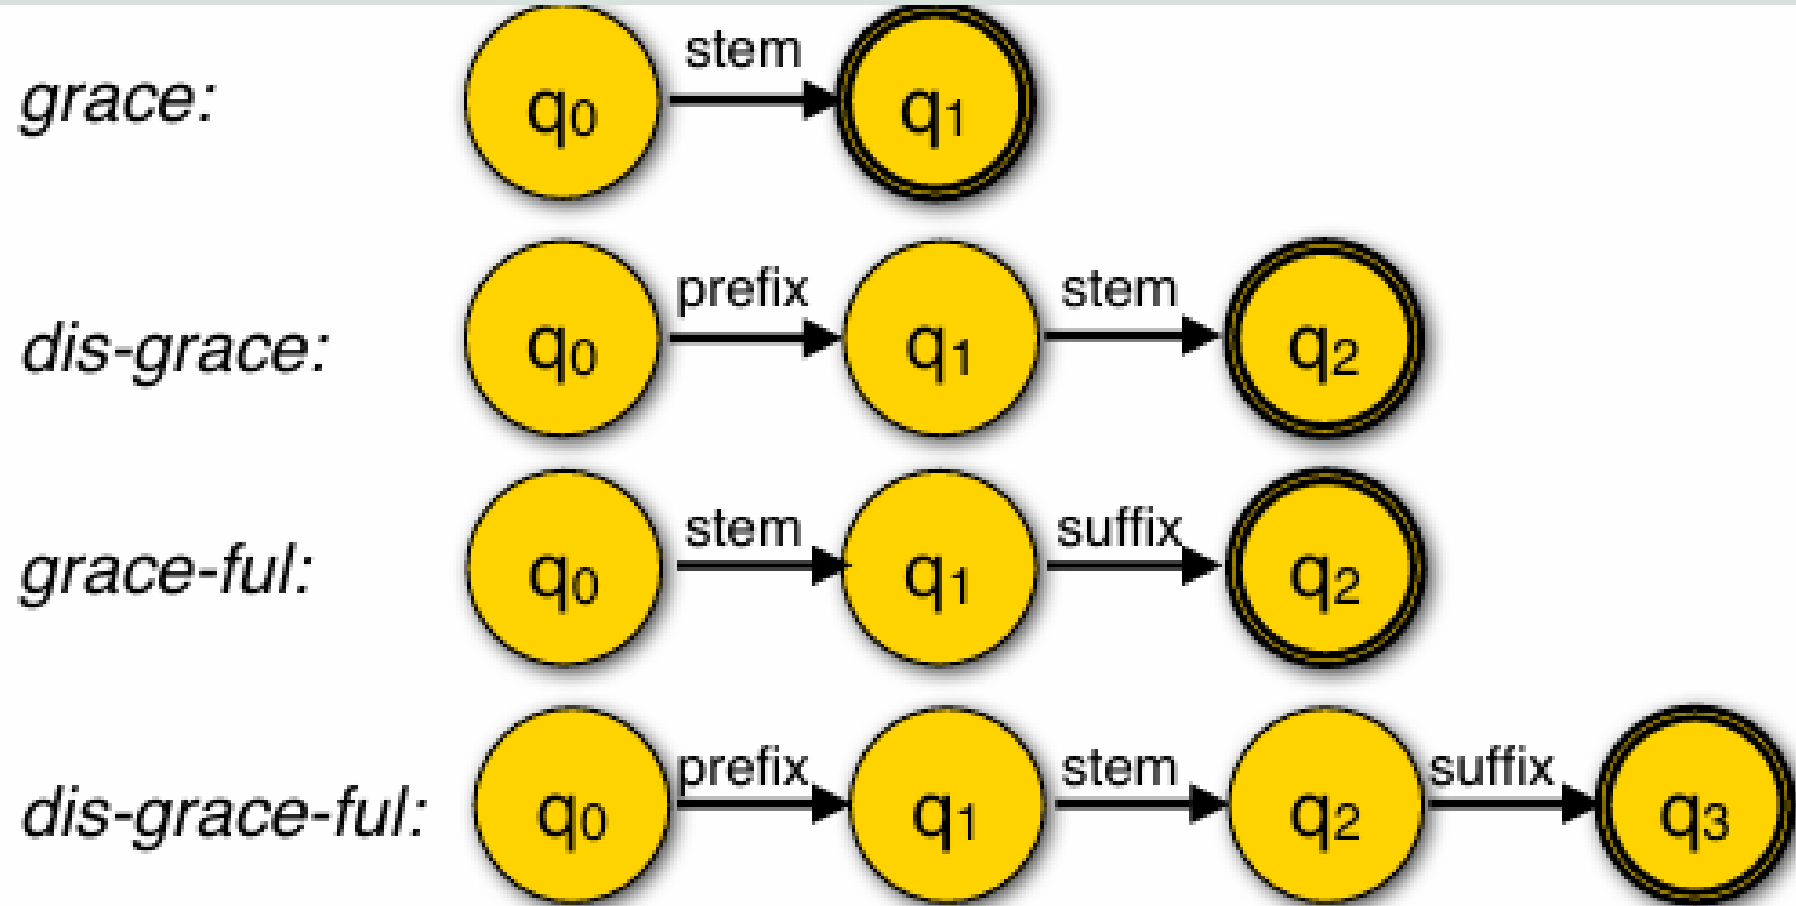 grace: q0 stem q1
dis-grace: q0 prefix q1 stem q2
grace-ful: q0 stem q1 suffix q2
dis-grace-ful: q0 prefix q1 stem q2 suffix q3